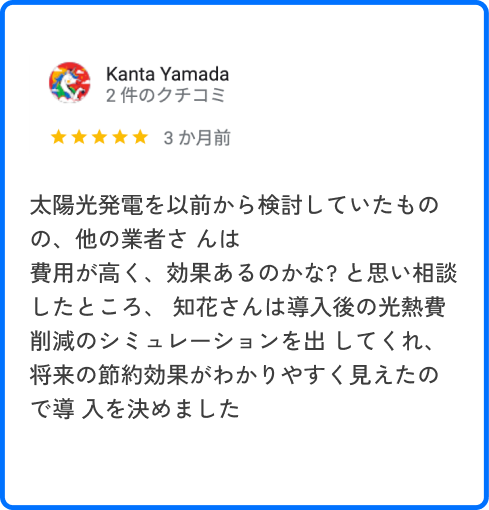 Kanta Yamada
2 件のクチコミ
★★★★★ 3 か月前
太陽光発電を以前から検討していたもの
の、他の業者さ んは
費用が高く、効果あるのかな? と思い相談
したところ、 知花さんは導入後の光熱費
削減のシミュレーションを出 してくれ、
将来の節約効果がわかりやすく見えたの
で導 入を決めました